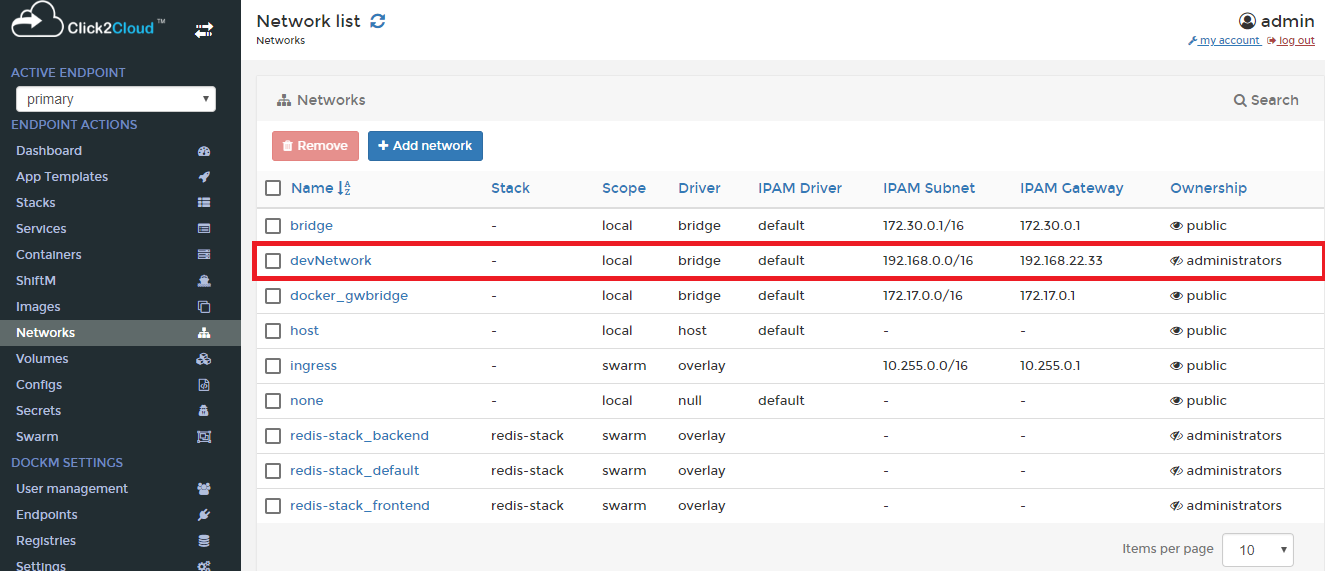 Click2Cloud™
ACTIVE ENDPOINT
primary
ENDPOINT ACTIONS
Dashboard
App Templates
Stacks
Services
Containers
ShiftM
Images
Networks
Volumes
Configs
Secrets
Swarm
DOCKM SETTINGS
User management
Endpoints
Registries
Settings
Network list
Networks
admin
my account log out
Networks Search
Remove Add network
Name Stack Scope Driver IPAM Driver IPAM Subnet IPAM Gateway Ownership
bridge - local bridge default 172.30.0.1/16 172.30.0.1 public
devNetwork - local bridge default 192.168.0.0/16 192.168.22.33 administrators
docker_gwbridge - local bridge default 172.17.0.0/16 172.17.0.1 public
host - local host default - - public
ingress - swarm overlay 10.255.0.0/16 10.255.0.1 public
none - local null default - - public
redis-stack_backend redis-stack swarm overlay - - administrators
redis-stack_default redis-stack swarm overlay - - administrators
redis-stack_frontend redis-stack swarm overlay - - administrators
Items per page 10